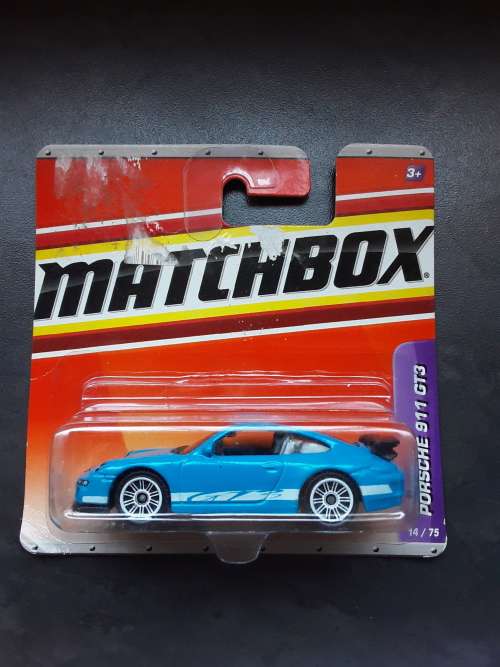 3+
MATCHBOX®
PORSCHE 911 GT3
14 / 75